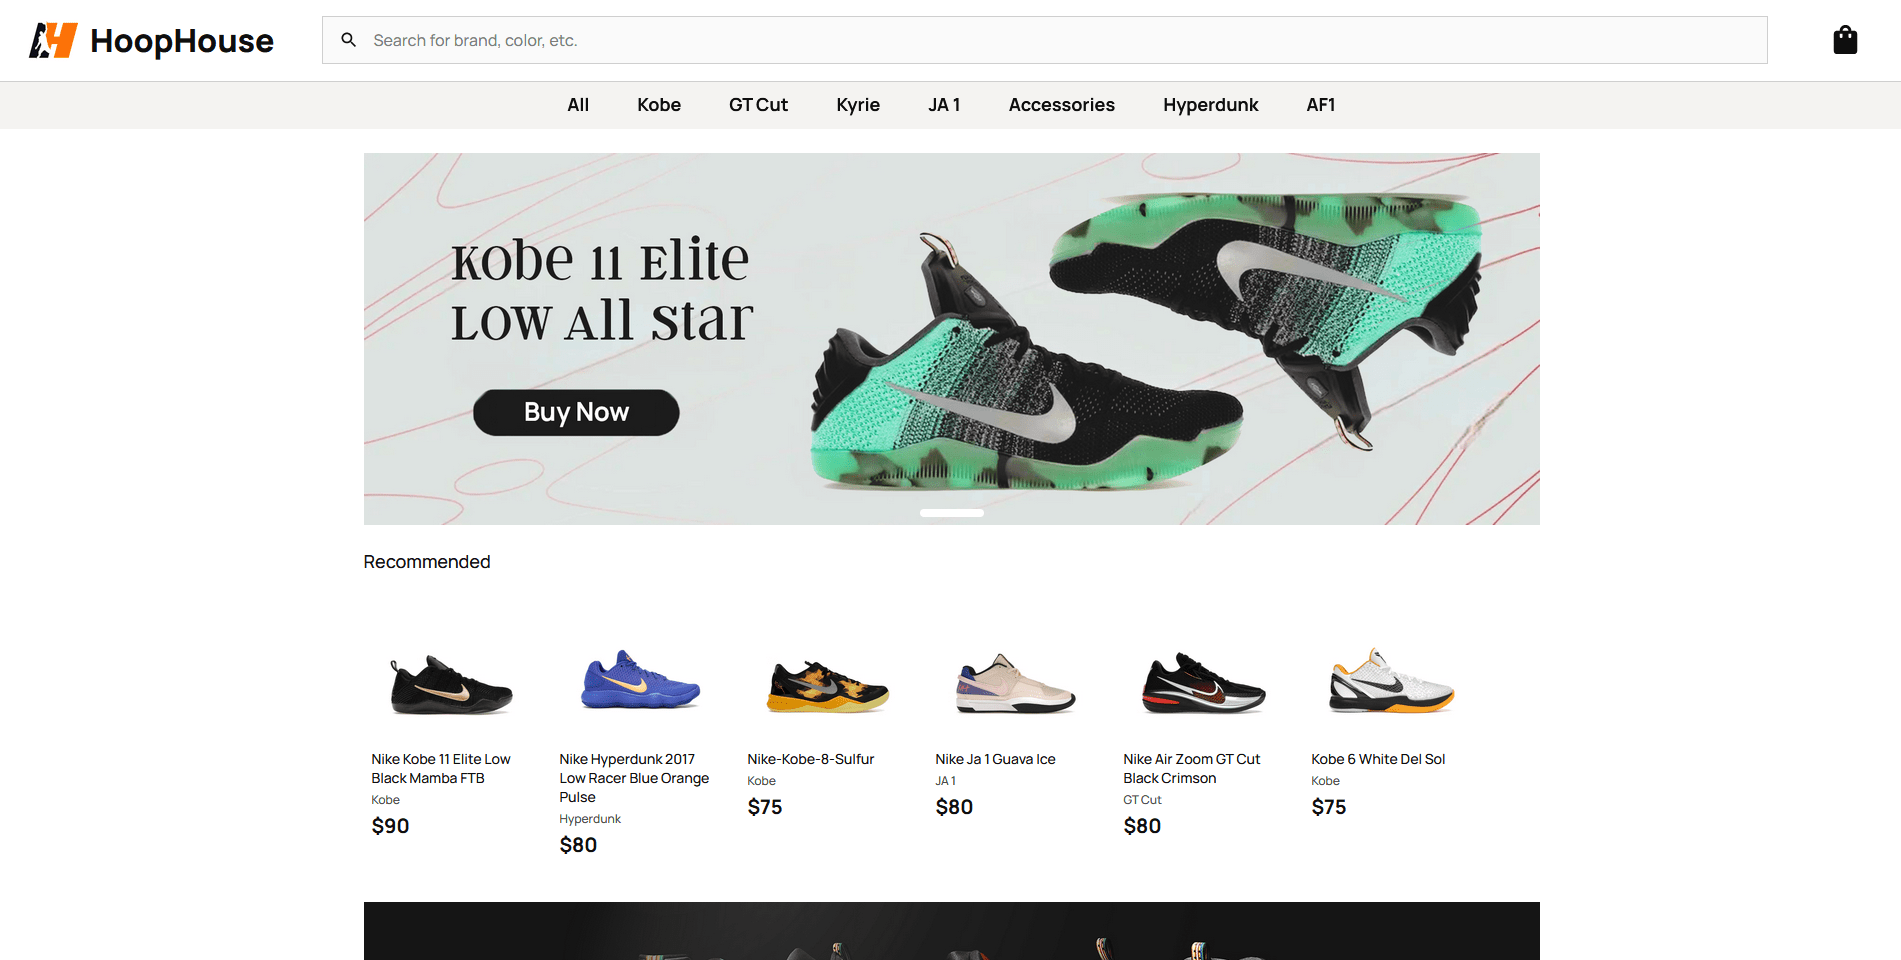 HoopHouse
Search for brand, color, etc.
All
Kobe
GT Cut
Kyrie
JA 1
Accessories
Hyperdunk
AF1
Kobe 11 Elite
Low All Star
Buy Now
Recommended
Nike Kobe 11 Elite Low
Black Mamba FTB
Kobe
$90
Nike Hyperdunk 2017
Low Racer Blue Orange
Pulse
Hyperdunk
$80
Nike-Kobe-8-Sulfur
Kobe
$75
Nike Ja 1 Guava Ice
JA 1
$80
Nike Air Zoom GT Cut
Black Crimson
GT Cut
$80
Kobe 6 White Del Sol
Kobe
$75